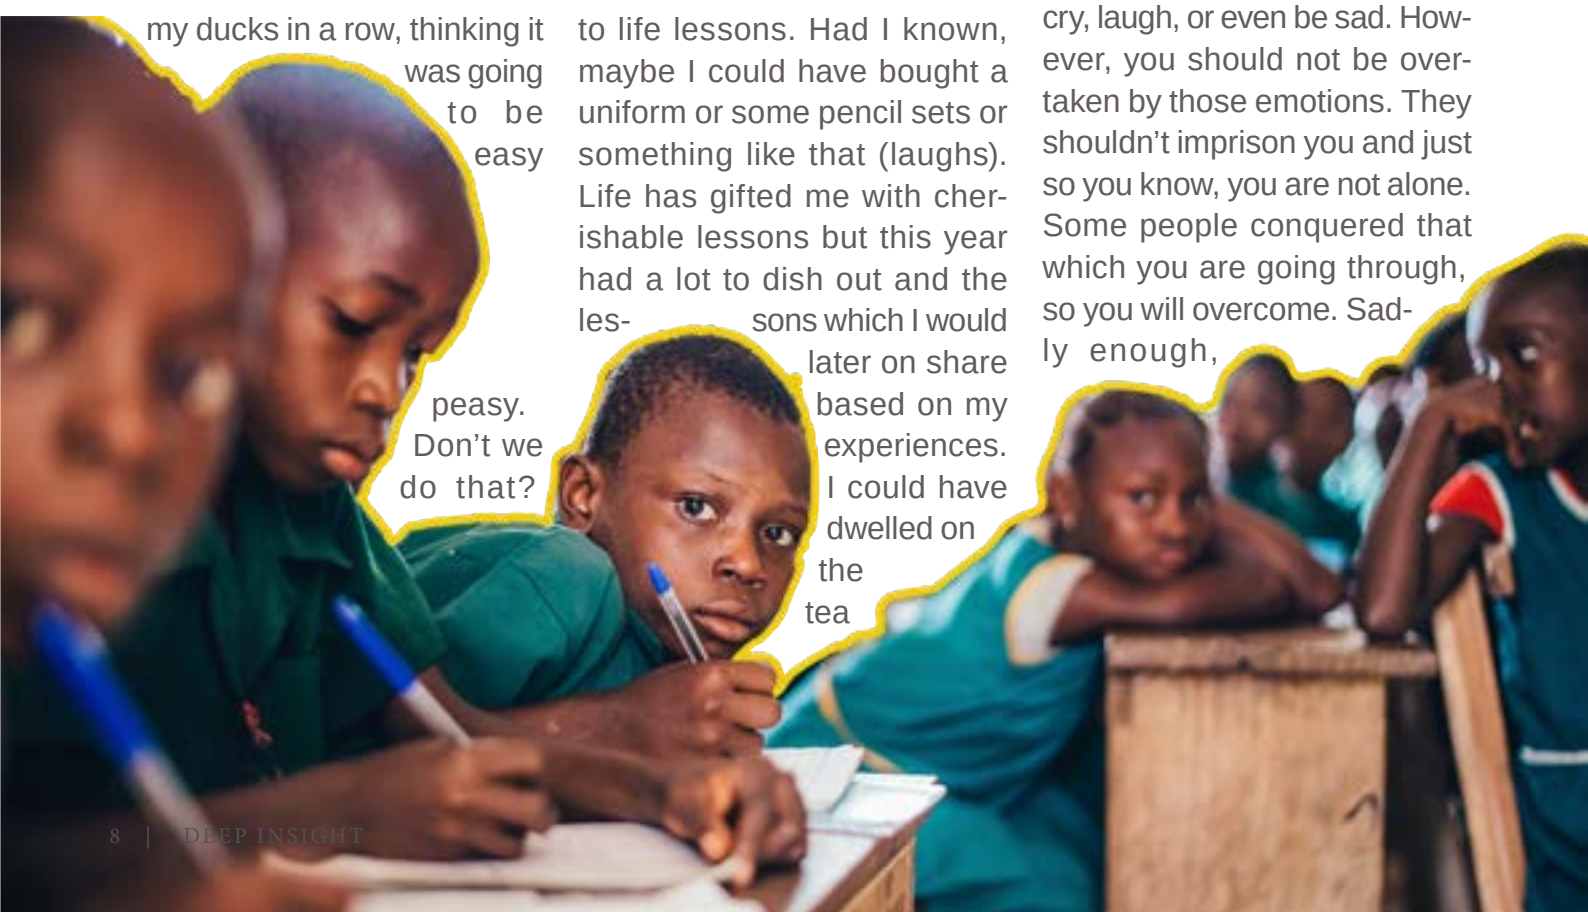 my ducks in a row, thinking it
was going
to be
easy
peasy.
Don't we
do that?
to life lessons. Had I known,
maybe I could have bought a
uniform or some pencil sets or
something like that (laughs).
Life has gifted me with cher-
ishable lessons but this year
had a lot to dish out and the
les- sons which I would
later on share
based on my
experiences.
I could have
dwelled on
the
tea
cry, laugh, or even be sad. How-
ever, you should not be over-
taken by those emotions. They
shouldn't imprison you and just
so you know, you are not alone.
Some people conquered that
which you are going through,
so you will overcome. Sad-
ly enough,
8 | DEEP INSIGHT